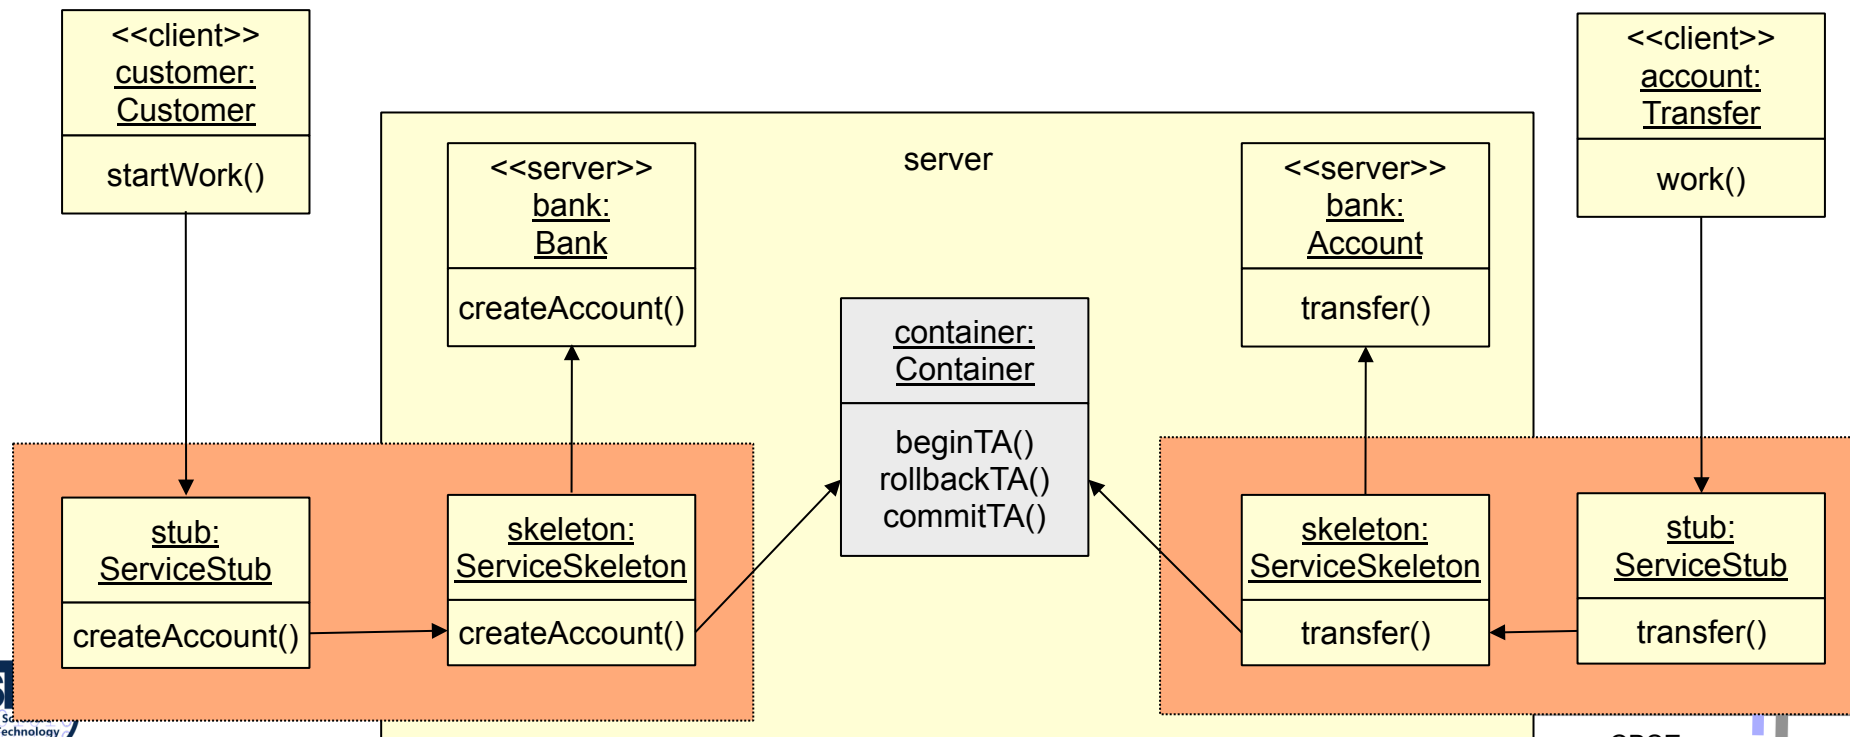 <<client>>
customer:
Customer
startWork()
server
<<server>>
bank:
Bank
createAccount()
<<server>>
bank:
Account
transfer()
<<client>>
account:
Transfer
work()
container:
Container
beginTA()
rollbackTA()
commitTA()
stub:
ServiceStub
createAccount()
skeleton:
ServiceSkeleton
createAccount()
skeleton:
ServiceSkeleton
transfer()
stub:
ServiceStub
transfer()